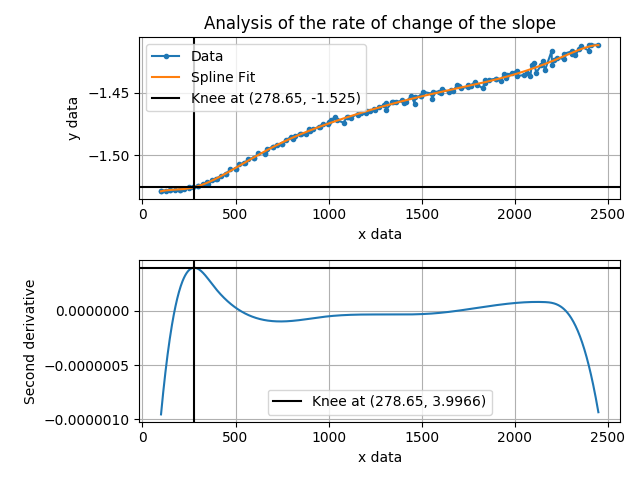 Analysis of the rate of change of the slope
Data
Spline Fit
Knee at (278.65, -1.525)
y data
−1.45
−1.50
0
500
1000
1500
2000
2500
x data
Second derivative
0.0000000
−0.0000005
−0.0000010
Knee at (278.65, 3.9966)
0
500
1000
1500
2000
2500
x data